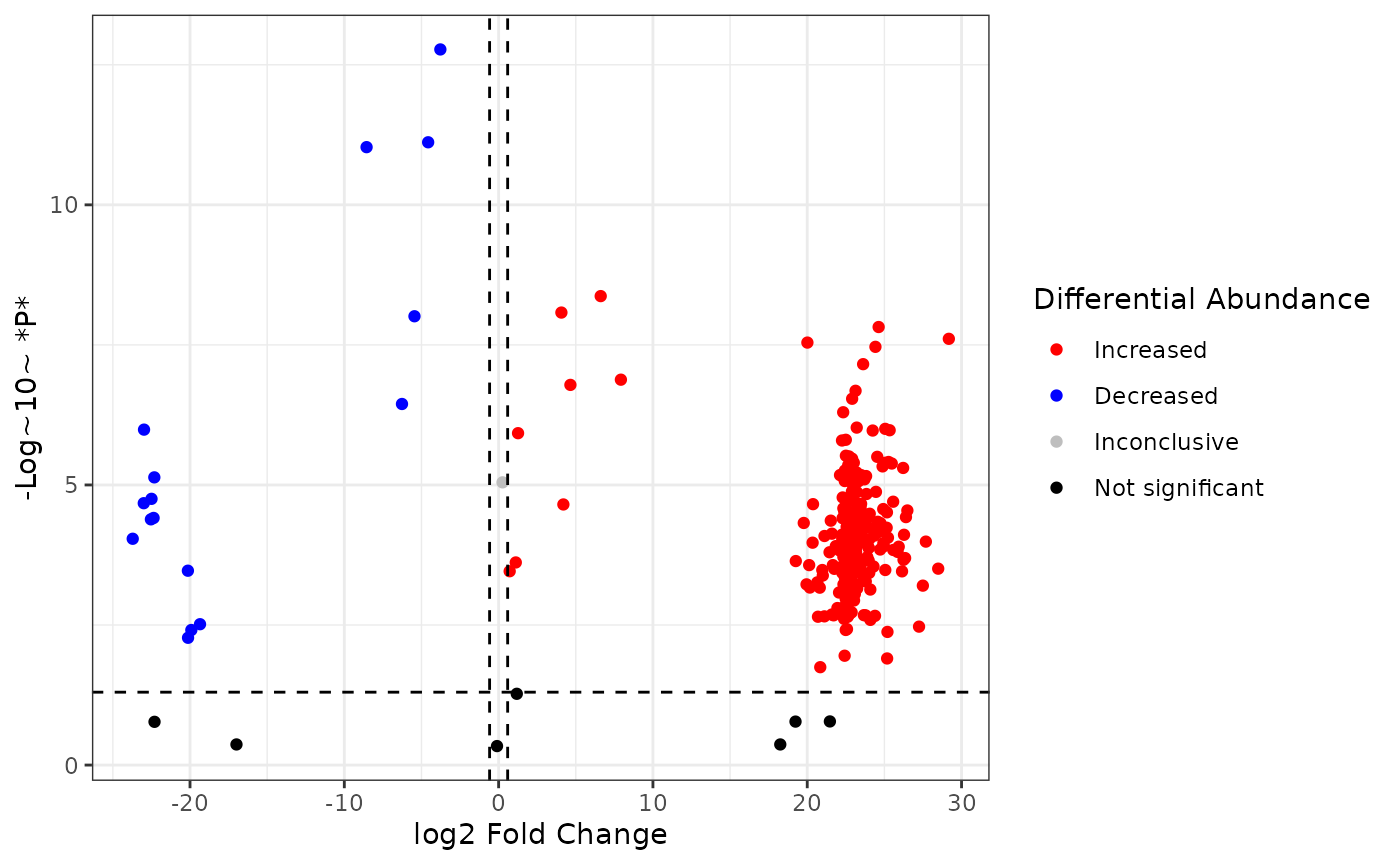 10
5
0
-Log~10~ *P*
-20
-10
0
10
20
30
log2 Fold Change
Differential Abundance
Increased
Decreased
Inconclusive
Not significant